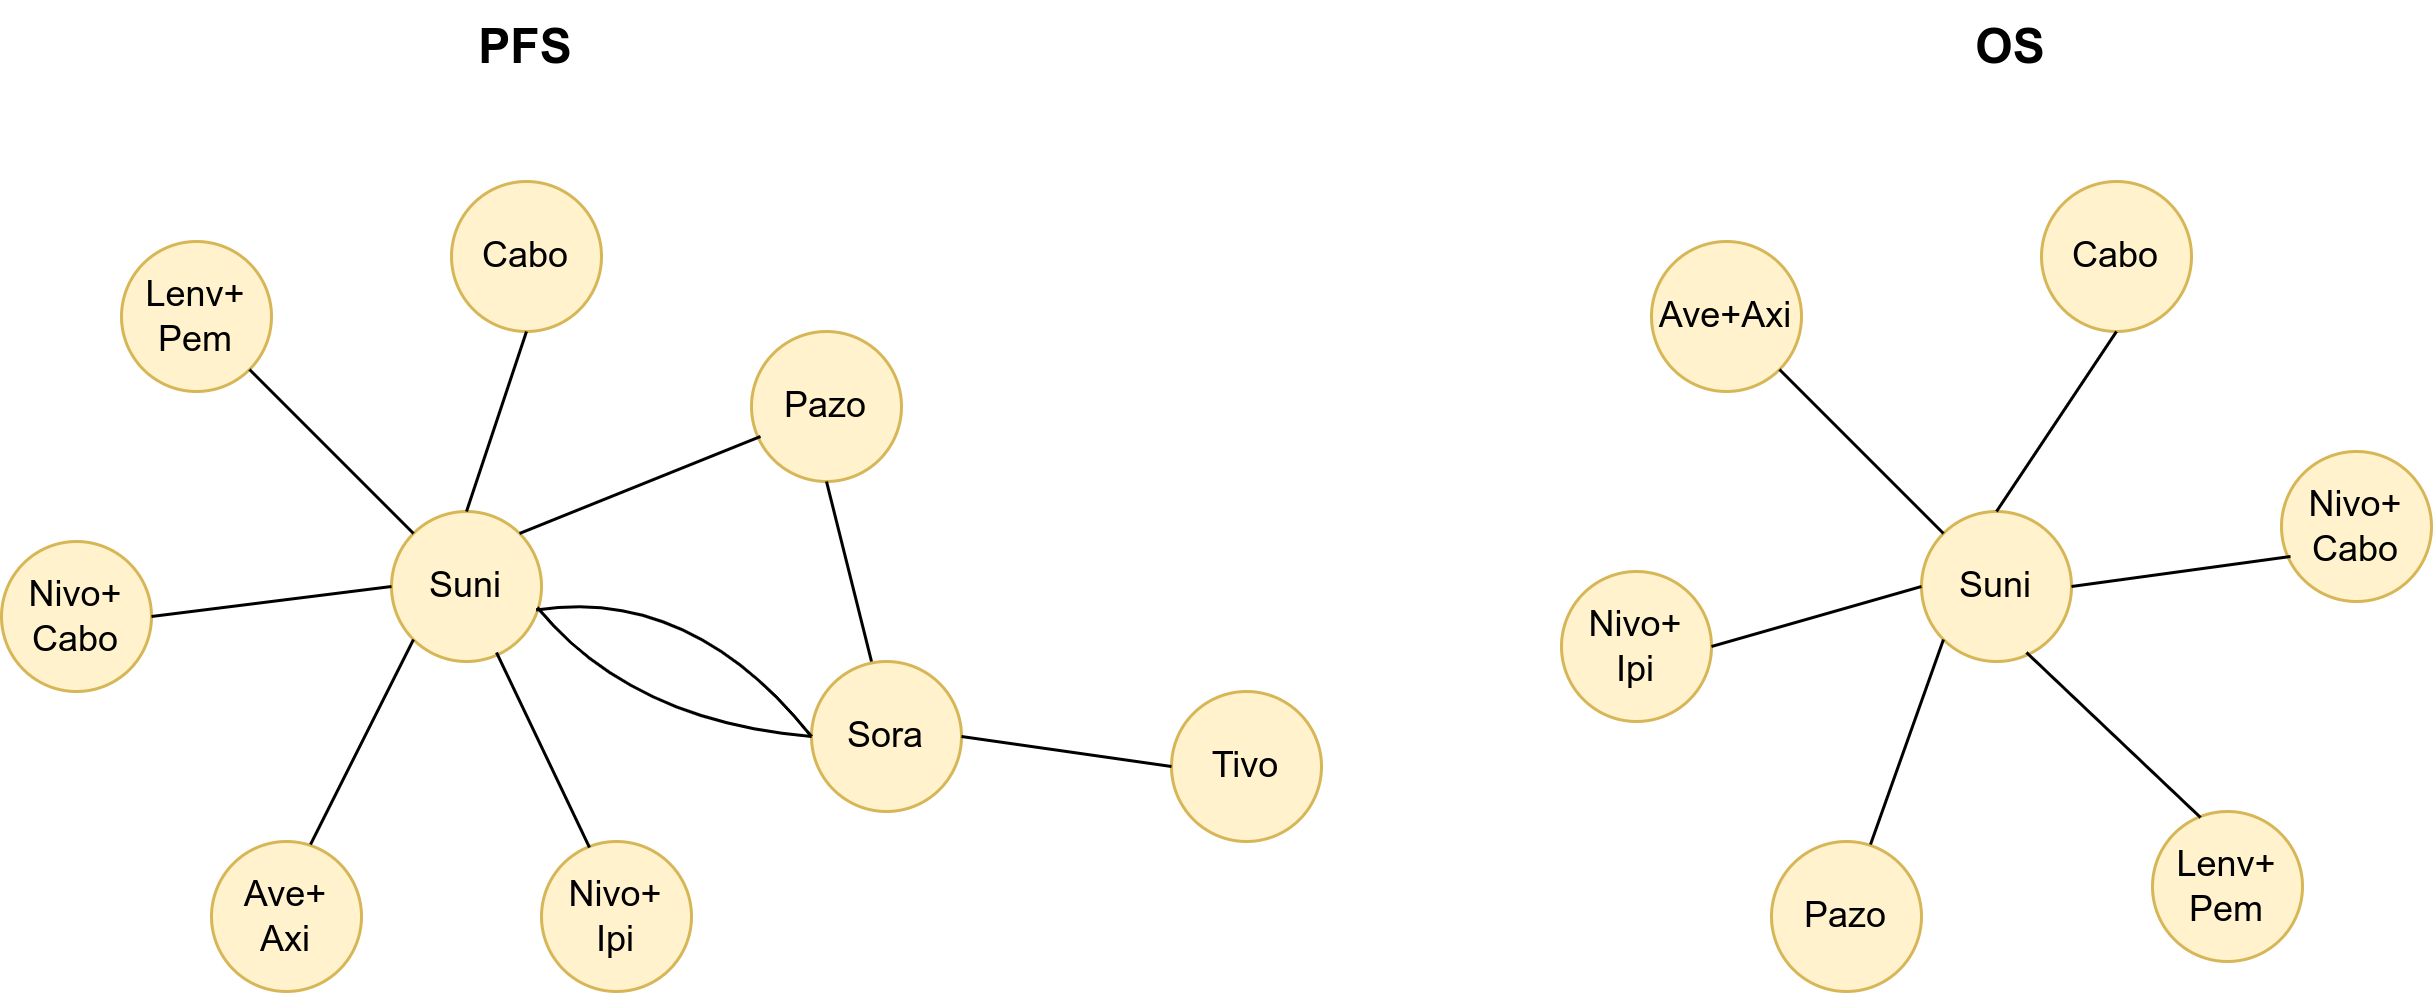 PFS
Lenv+
Pem
Cabo
Pazo
Nivo+
Cabo
Suni
Sora
Tivo
Ave+
Axi
Nivo+
Ipi
OS
Ave+Axi
Cabo
Nivo+
Cabo
Suni
Nivo+
Ipi
Pazo
Lenv+
Pem